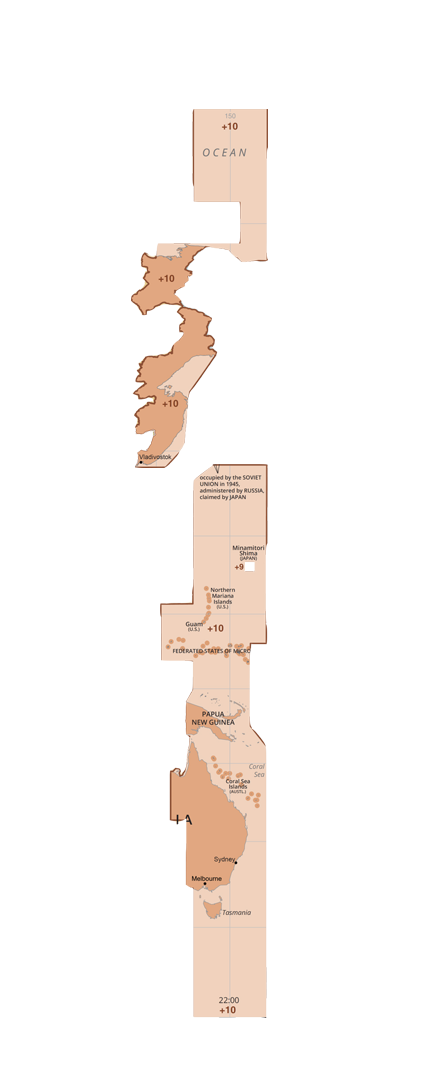 150
+10
OCEAN
+10
+10
Vladivostok
occupied by the SOVIET
UNION in 1945,
administered by RUSSIA,
claimed by JAPAN
Minamitori
Shima
(JAPAN)
+9
Northern
Mariana
Islands
(U.S.)
Guam
(U.S.)
+10
FEDERATED STATES OF MICRO
PAPUA
NEW GUINEA
Coral
Sea
Coral Sea
Islands
(AUSTL.)
I A
Sydney
Melbourne
Tasmania
22:00
+10